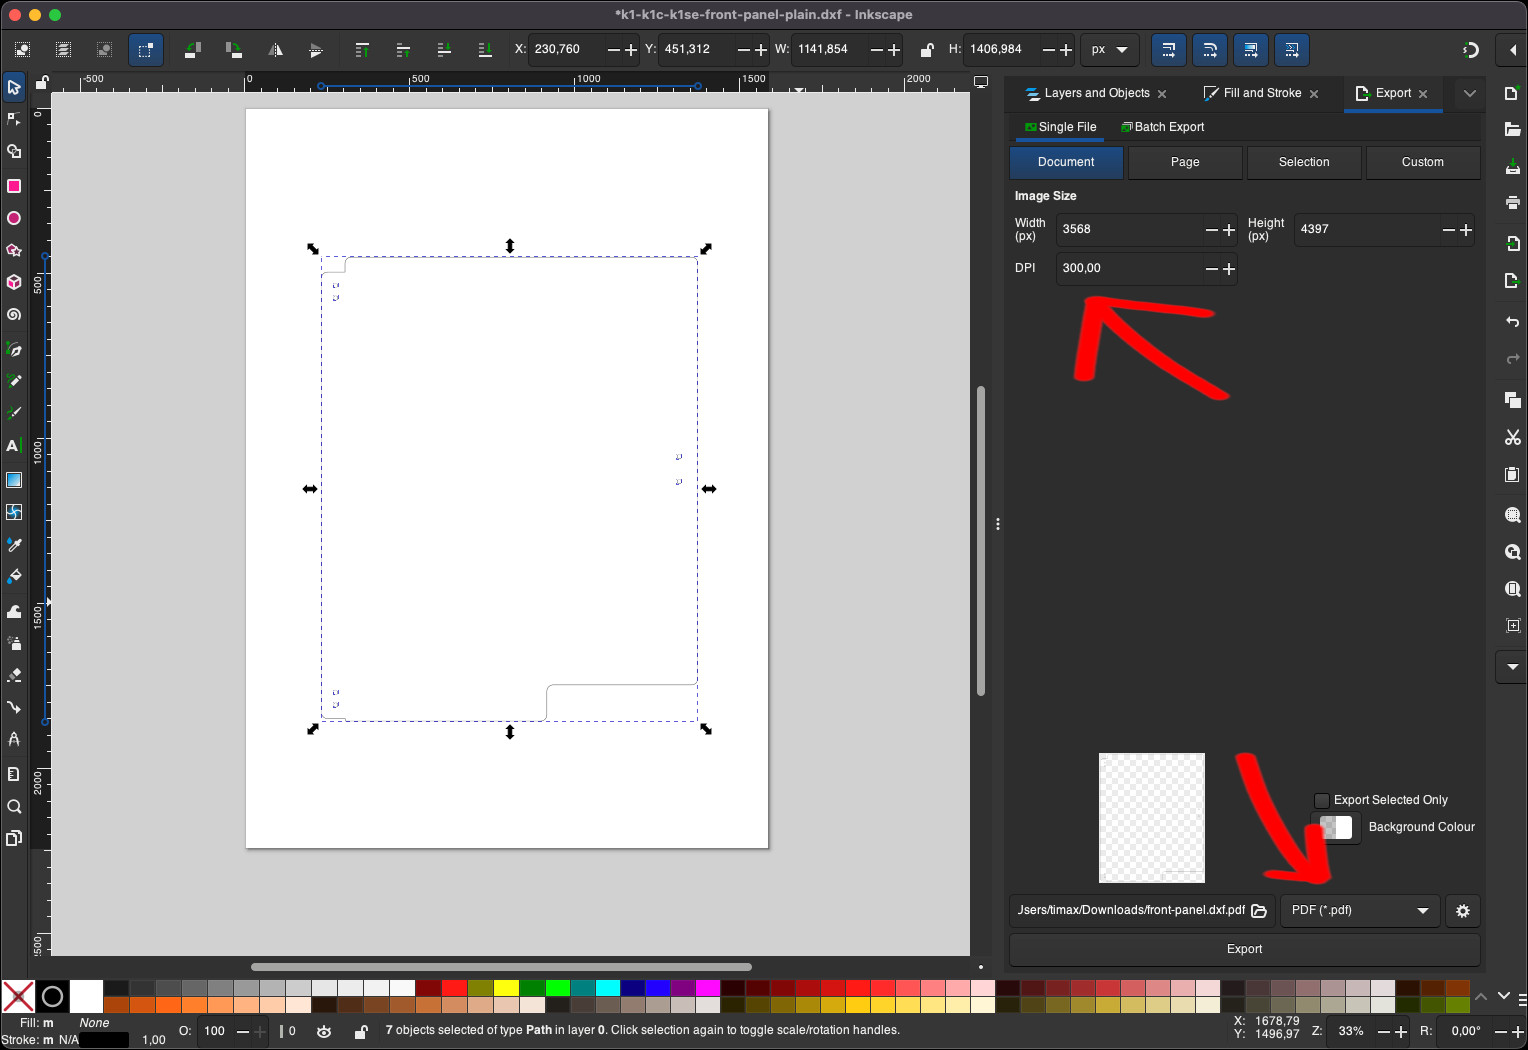 *k1-k1c-k1se-front-panel-plain.dxf - Inkscape
X: 230,760 Y: 451,312 W: 1141,854 H: 1406,984 px
-500 0 500 1000 1500 2000
0
500
1000
1500
2000
2500
Layers and Objects Fill and Stroke Export
Single File Batch Export
Document Page Selection Custom
Image Size
Width (px) 3568 Height (px) 4397
DPI 300,00
Export Selected Only
Background Colour
Jsers/timax/Downloads/front-panel.dxf.pdf PDF (*.pdf)
Export
Fill: m None
Stroke: m N/A 1,00
O: 100 0
7 objects selected of type Path in layer 0. Click selection again to toggle scale/rotation handles.
X: 1678,79
Y: 1496,97
Z: 33% R: 0,00°